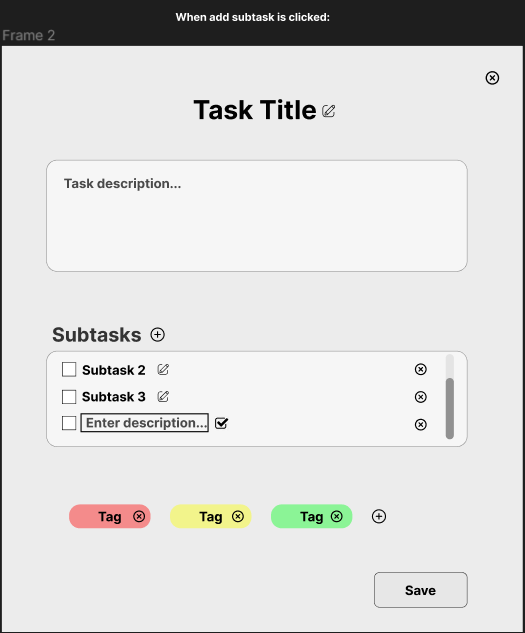 When add subtask is clicked:
Frame 2
Task Title
Task description...
Subtasks
Subtask 2
Subtask 3
Enter description...
Tag Tag Tag
Save